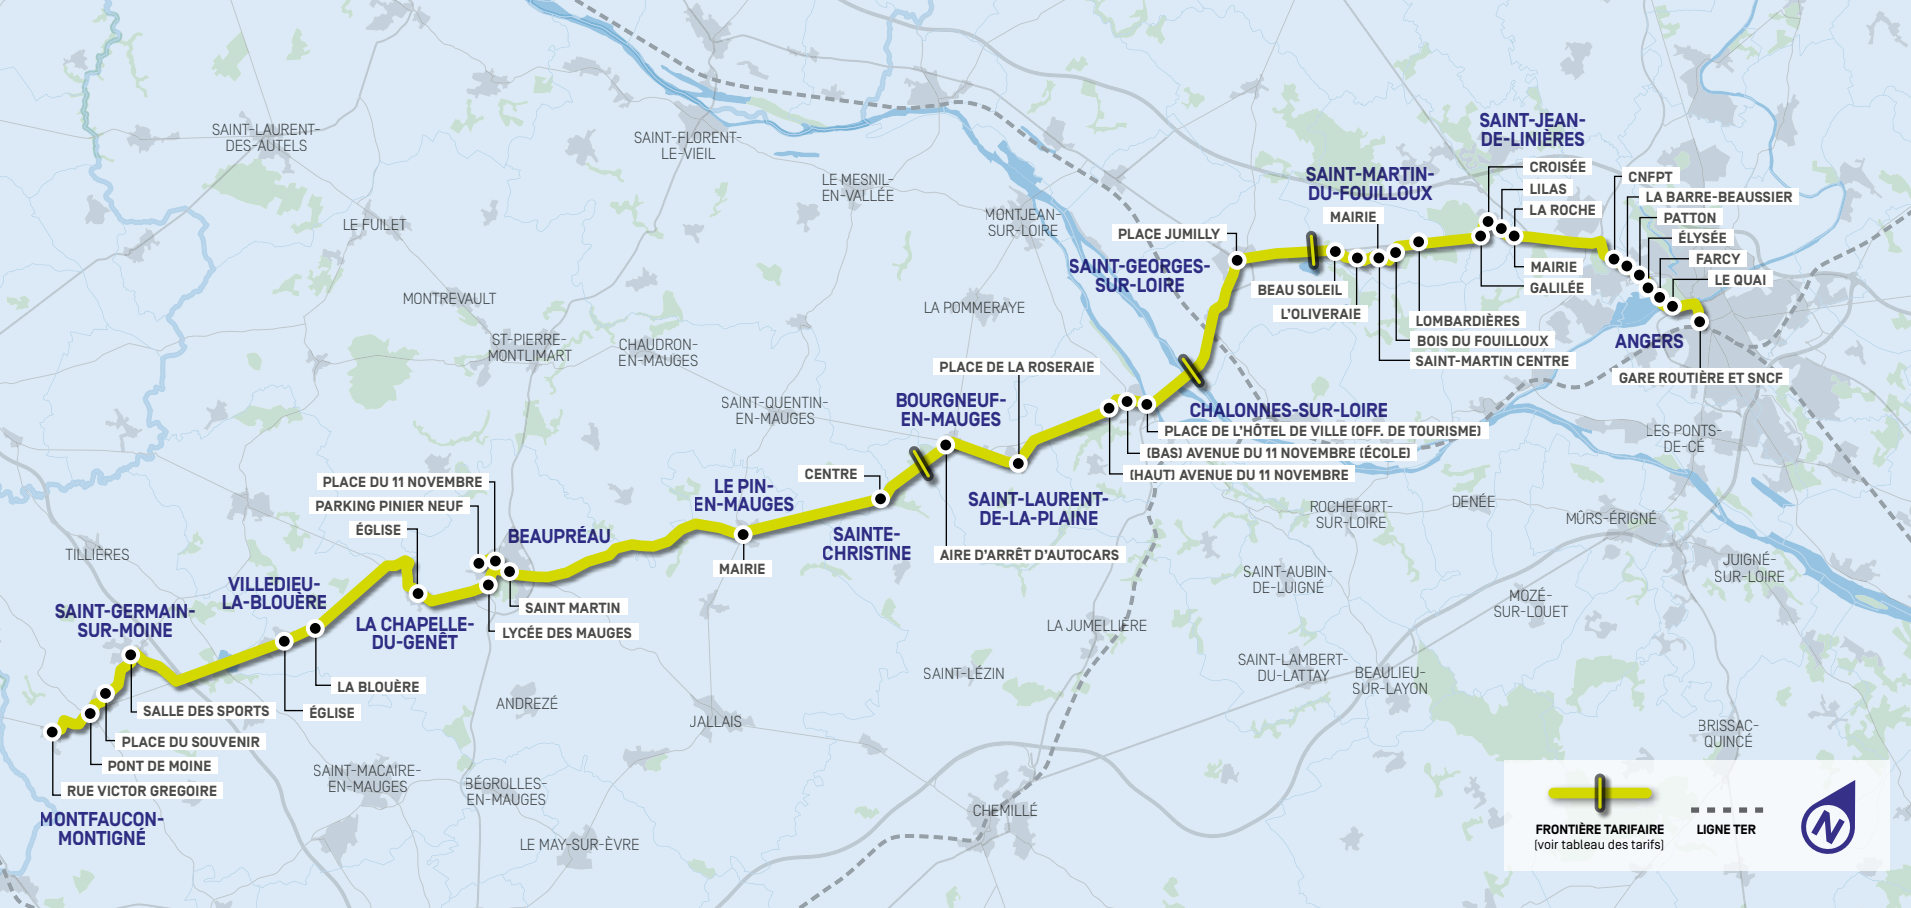 SAINT-LAURENT-
DES-AUTELS
SAINT-FLORENT-
LE-VIEIL
LE MESNIL-
EN-VALLÉE
LE FUILET
MONTJEAN-
SUR-LOIRE
MONTREVAULT
ST-PIERRE-
MONTLIMART
CHAUDRON-
EN-MAUGES
LA POMMERAYE
SAINT-QUENTIN-
EN-MAUGES
TILLIÈRES
SAINT-JEAN-
DE-LINIÈRES
CROISÉE
LILAS
LA ROCHE
MAIRIE
GALILÉE
SAINT-MARTIN-
DU-FOUILLOUX
MAIRIE
BEAU SOLEIL
L'OLIVERAIE
LOMBARDIÈRES
BOIS DU FOUILLOUX
SAINT-MARTIN CENTRE
CNFPT
LA BARRE-BEAUSSIER
PATTON
ÉLYSÉE
FARCY
LE QUAI
ANGERS
GARE ROUTIÈRE ET SNCF
PLACE JUMILLY
SAINT-GEORGES-
SUR-LOIRE
PLACE DE LA ROSERAIE
BOURGNEUF-
EN-MAUGES
CHALONNES-SUR-LOIRE
PLACE DE L'HÔTEL DE VILLE (OFF. DE TOURISME)
(BAS) AVENUE DU 11 NOVEMBRE (ÉCOLE)
(HAUT) AVENUE DU 11 NOVEMBRE
SAINT-LAURENT-
DE-LA-PLAINE
AIRE D'ARRÊT D'AUTOCARS
CENTRE
SAINTE-
CHRISTINE
LE PIN-
EN-MAUGES
MAIRIE
PLACE DU 11 NOVEMBRE
PARKING PINIER NEUF
ÉGLISE
BEAUPRÉAU
SAINT MARTIN
LYCÉE DES MAUGES
LA CHAPELLE-
DU-GENÊT
VILLEDIEU-
LA-BLOUÈRE
LA BLOUÈRE
ÉGLISE
SAINT-GERMAIN-
SUR-MOINE
SALLE DES SPORTS
PLACE DU SOUVENIR
PONT DE MOINE
RUE VICTOR GREGOIRE
MONTFAUCON-
MONTIGNÉ
LES PONTS-
DE-CÉ
ROCHEFORT-
SUR-LOIRE
DENÉE
MÛRS-ÉRIGNÉ
JUIGNÉ-
SUR-LOIRE
SAINT-AUBIN-
DE-LUIGNÉ
MOZÉ-
SUR-LOUET
LA JUMELLIÈRE
SAINT-LÉZIN
SAINT-LAMBERT-
DU-LATTAY
BEAULIEU-
SUR-LAYON
BRISSAC-
QUINCÉ
ANDREZÉ
JALLAIS
SAINT-MACAIRE-
EN-MAUGES
BÉGROLLES-
EN-MAUGES
LE MAY-SUR-ÈVRE
CHEMILLÉ
FRONTIÈRE TARIFAIRE
(voir tableau des tarifs)
LIGNE TER
N